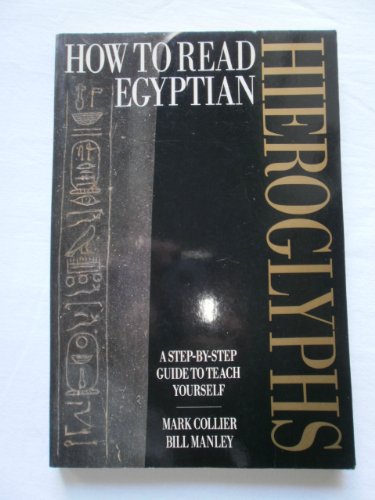 HOW TO READ
EGYPTIAN
HIEROGLYPHS
A STEP-BY-STEP
GUIDE TO TEACH
YOURSELF
MARK COLLIER
BILL MANLEY